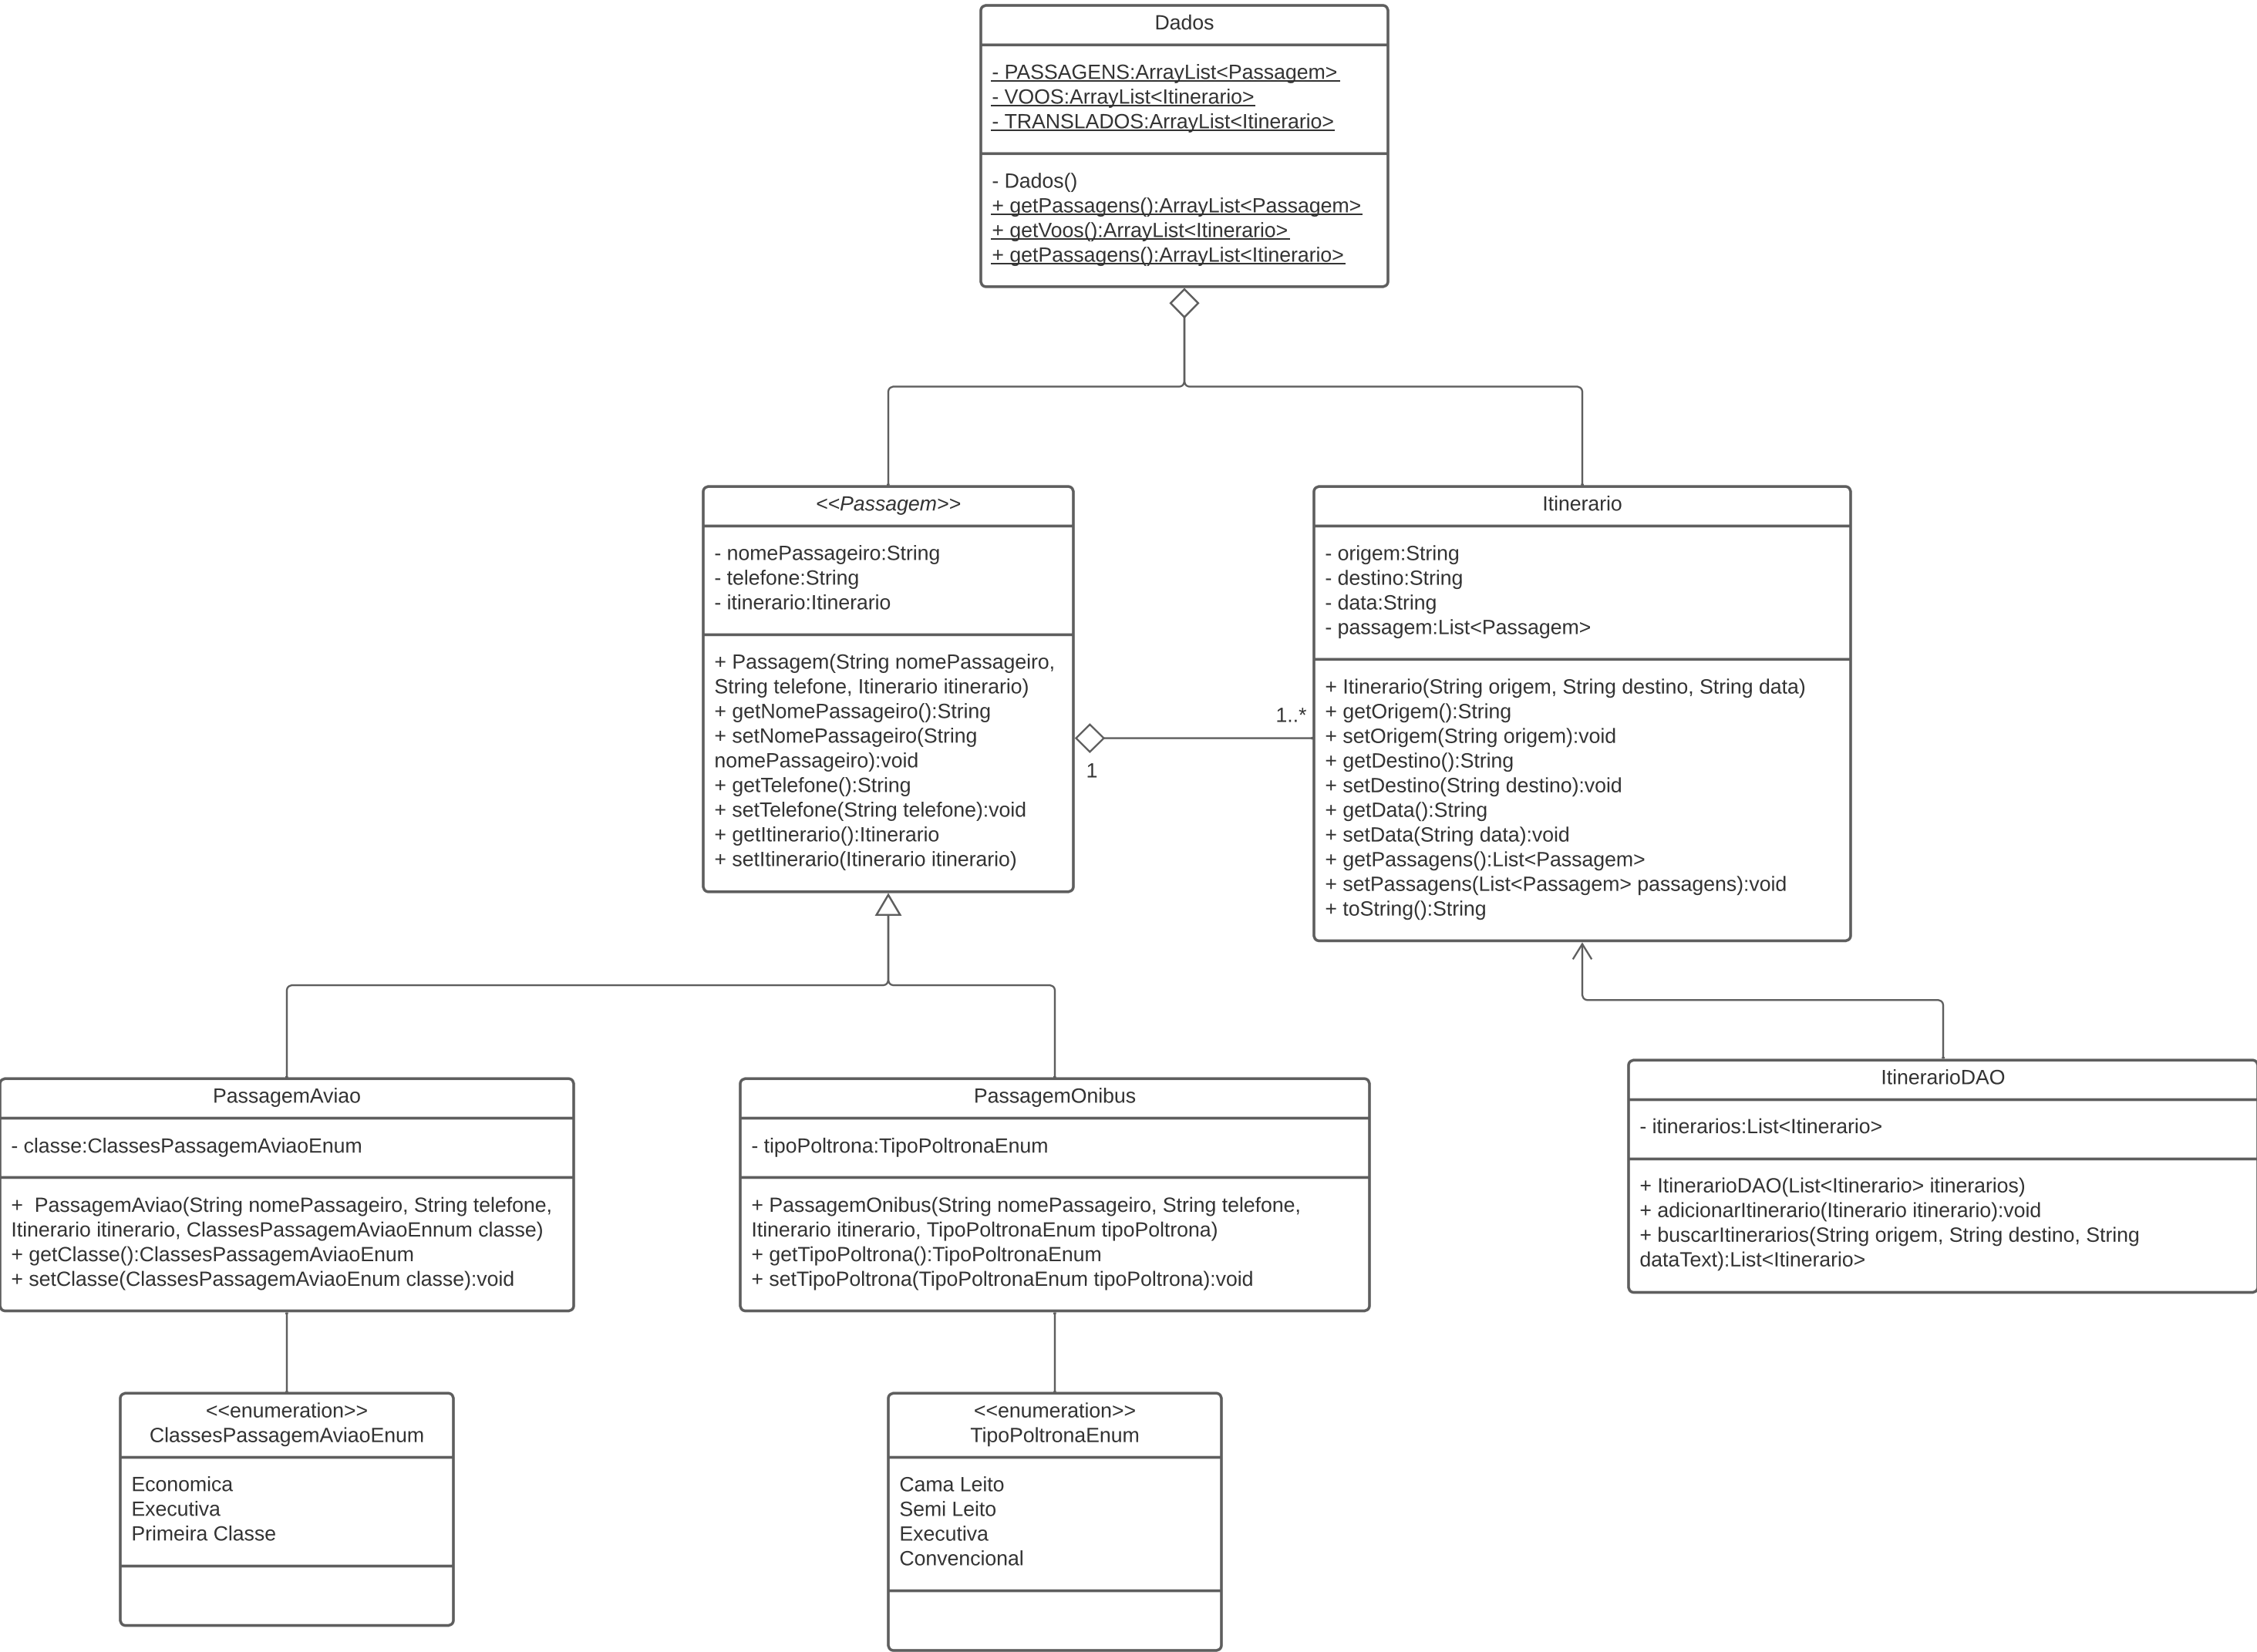 Dados
- PASSAGENS:ArrayList<Passagem>
- VOOS:ArrayList<Itinerario>
- TRANSLADOS:ArrayList<Itinerario>
- Dados()
+ getPassagens():ArrayList<Passagem>
+ getVoos():ArrayList<Itinerario>
+ getPassagens():ArrayList<Itinerario>
<<Passagem>>
- nomePassageiro:String
- telefone:String
- itinerario:Itinerario
+ Passagem(String nomePassageiro,
String telefone, Itinerario itinerario)
+ getNomePassageiro():String
+ setNomePassageiro(String
nomePassageiro):void
+ getTelefone():String
+ setTelefone(String telefone):void
+ getItinerario():Itinerario
+ setItinerario(Itinerario itinerario)
1
1..*
Itinerario
- origem:String
- destino:String
- data:String
- passagem:List<Passagem>
+ Itinerario(String origem, String destino, String data)
+ getOrigem():String
+ setOrigem(String origem):void
+ getDestino():String
+ setDestino(String destino):void
+ getData():String
+ setData(String data):void
+ getPassagens():List<Passagem>
+ setPassagens(List<Passagem> passagens):void
+ toString():String
PassagemAviao
- classe:ClassesPassagemAviaoEnum
+  PassagemAviao(String nomePassageiro, String telefone,
Itinerario itinerario, ClassesPassagemAviaoEnnum classe)
+ getClasse():ClassesPassagemAviaoEnum
+ setClasse(ClassesPassagemAviaoEnum classe):void
PassagemOnibus
- tipoPoltrona:TipoPoltronaEnum
+ PassagemOnibus(String nomePassageiro, String telefone,
Itinerario itinerario, TipoPoltronaEnum tipoPoltrona)
+ getTipoPoltrona():TipoPoltronaEnum
+ setTipoPoltrona(TipoPoltronaEnum tipoPoltrona):void
ItinerarioDAO
- itinerarios:List<Itinerario>
+ ItinerarioDAO(List<Itinerario> itinerarios)
+ adicionarItinerario(Itinerario itinerario):void
+ buscarItinerarios(String origem, String destino, String
dataText):List<Itinerario>
<<enumeration>>
ClassesPassagemAviaoEnum
Economica
Executiva
Primeira Classe
<<enumeration>>
TipoPoltronaEnum
Cama Leito
Semi Leito
Executiva
Convencional